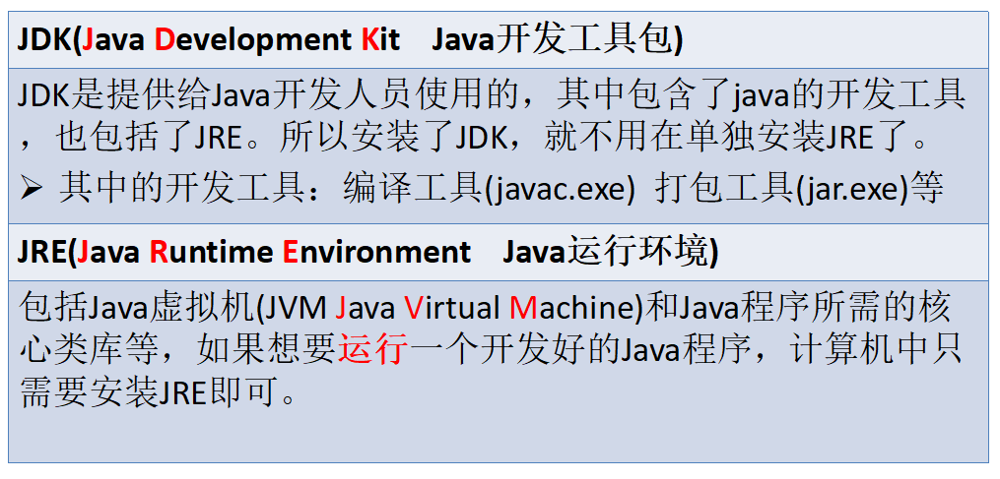 JDK(Java Development Kit Java开发工具包)
JDK是提供给Java开发人员使用的，其中包含了java的开发工具
，也包括了JRE。所以安装了JDK，就不用在单独安装JRE了。
➢ 其中的开发工具：编译工具(javac.exe) 打包工具(jar.exe)等
JRE(Java Runtime Environment Java运行环境)
包括Java虚拟机(JVM Java Virtual Machine)和Java程序所需的核
心类库等，如果想要运行一个开发好的Java程序，计算机中只
需要安装JRE即可。